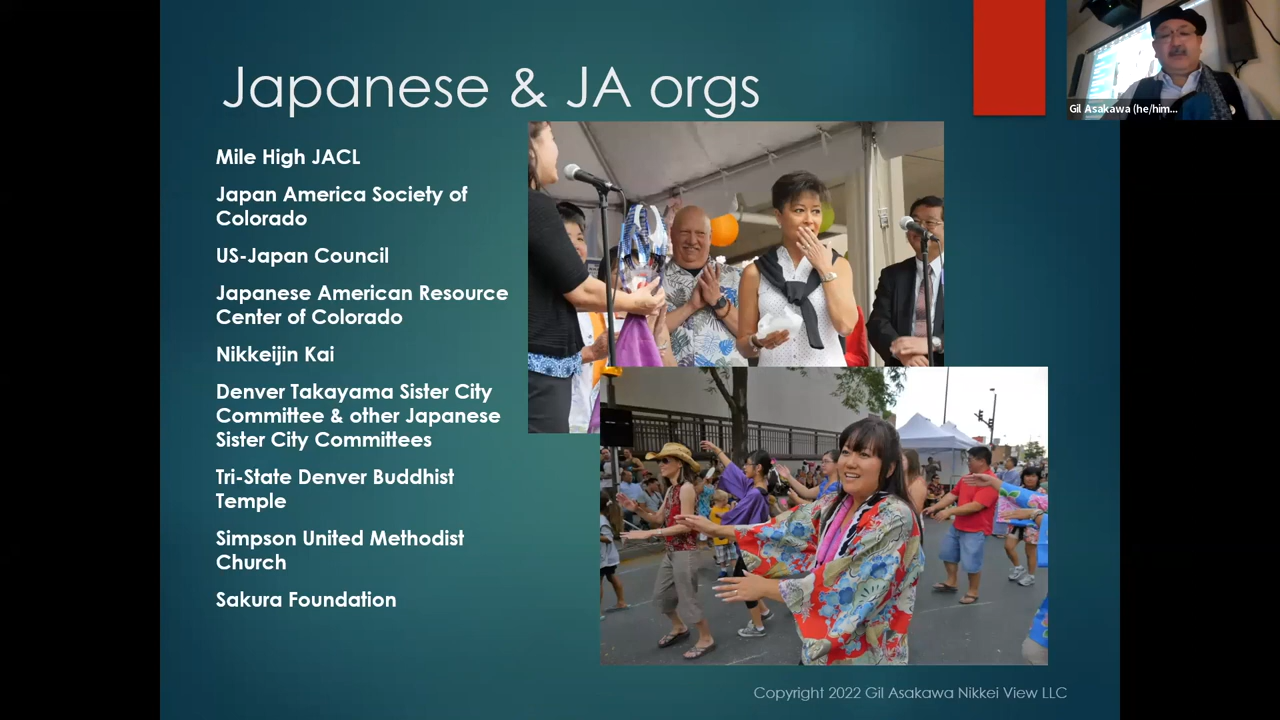 Japanese & JA orgs
Mile High JACL
Japan America Society of
Colorado
US-Japan Council
Japanese American Resource
Center of Colorado
Nikkeijin Kai
Denver Takayama Sister City
Committee & other Japanese
Sister City Committees
Tri-State Denver Buddhist
Temple
Simpson United Methodist
Church
Sakura Foundation
Copyright 2022 Gil Asakawa Nikkei View LLC
Gil Asakawa (he/him...